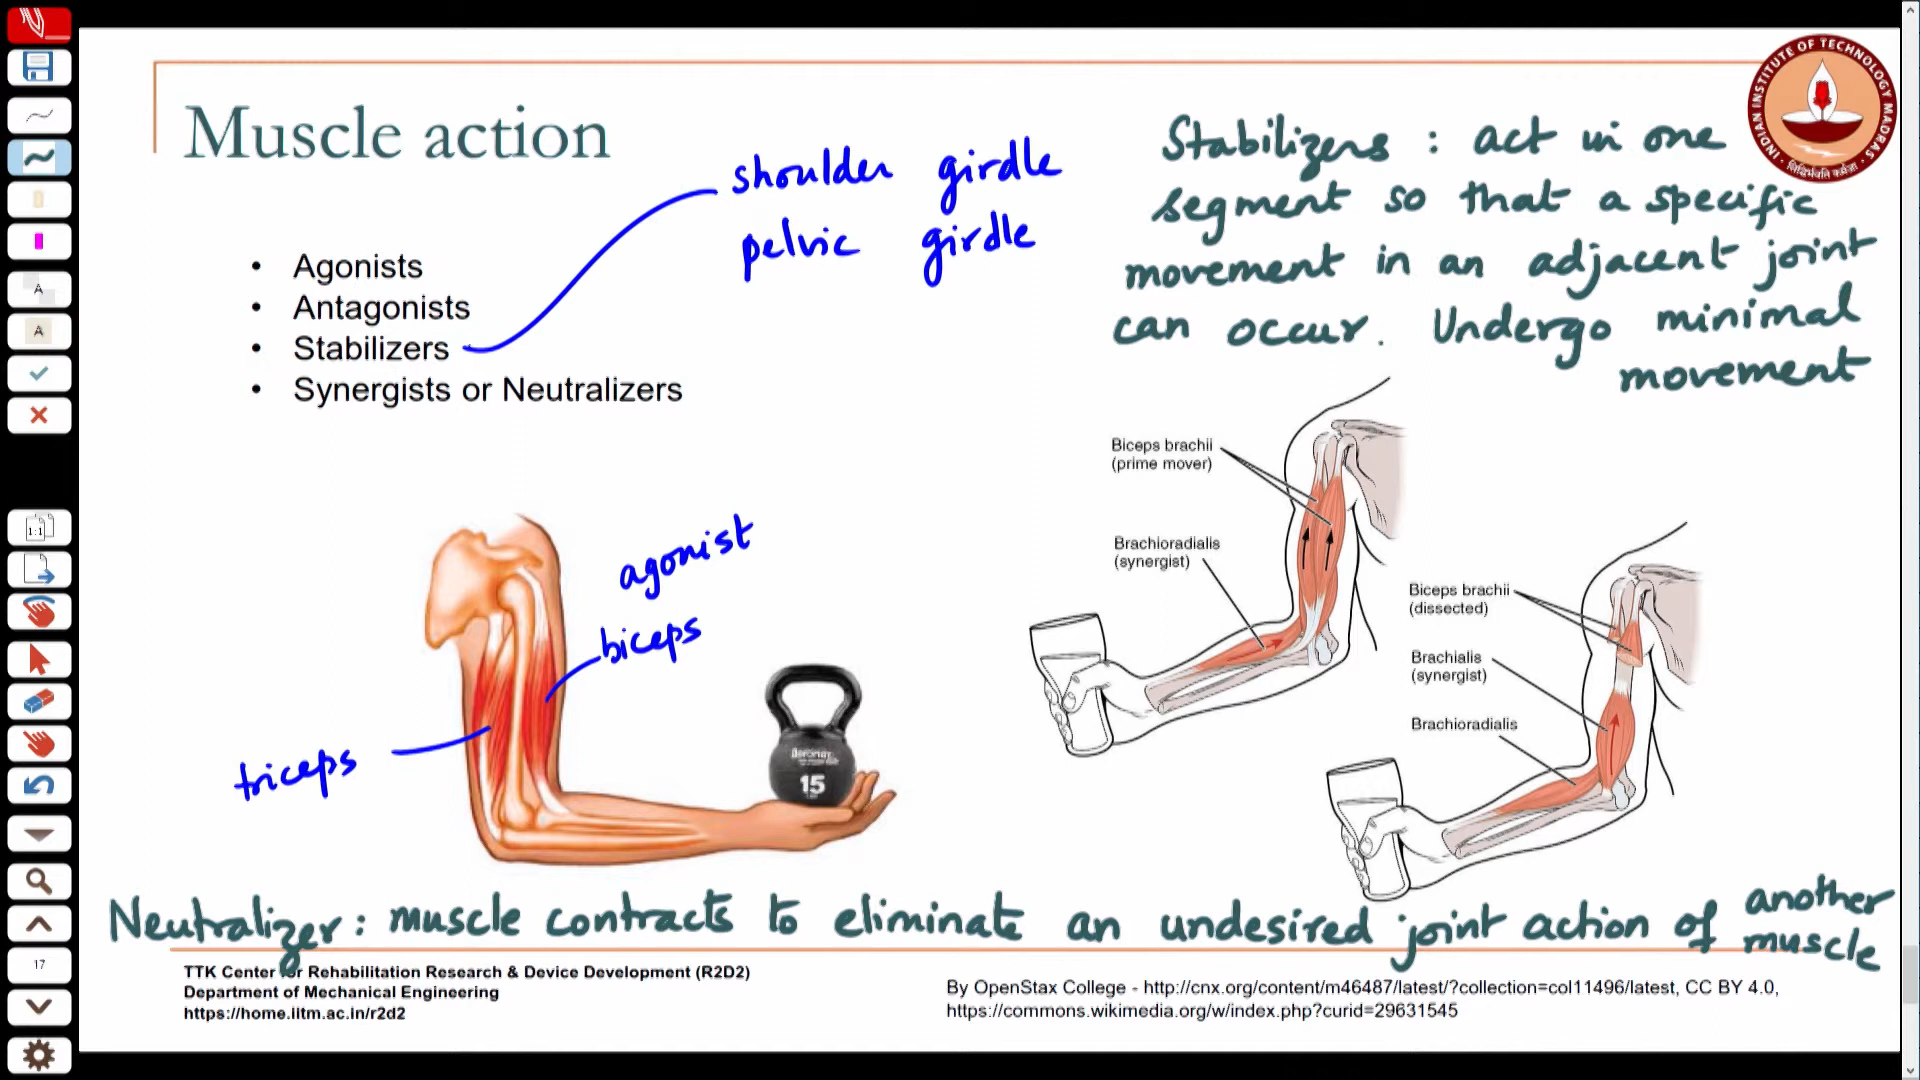 Muscle action
• Agonists
• Antagonists
• Stabilizers
• Synergists or Neutralizers
shoulder girdle
pelvic girdle
Stabilizers : act in one
segment so that a specific
movement in an adjacent joint
can occur. Undergo minimal
movement
INDIAN INSTITUTE OF TECHNOLOGY MADRAS
agonist
biceps
triceps
15
Biceps brachii
(prime mover)
Brachioradialis
(synergist)
Biceps brachii
(dissected)
Brachialis
(synergist)
Brachioradialis
Neutralizer : muscle contracts to eliminate an undesired joint action of another
muscle
TTK Center for Rehabilitation Research & Device Development (R2D2)
Department of Mechanical Engineering
https://home.iitm.ac.in/r2d2
By OpenStax College - http://cnx.org/content/m46487/latest/?collection=col11496/latest, CC BY 4.0,
https://commons.wikimedia.org/w/index.php?curid=29631545
A
A
1:1
17